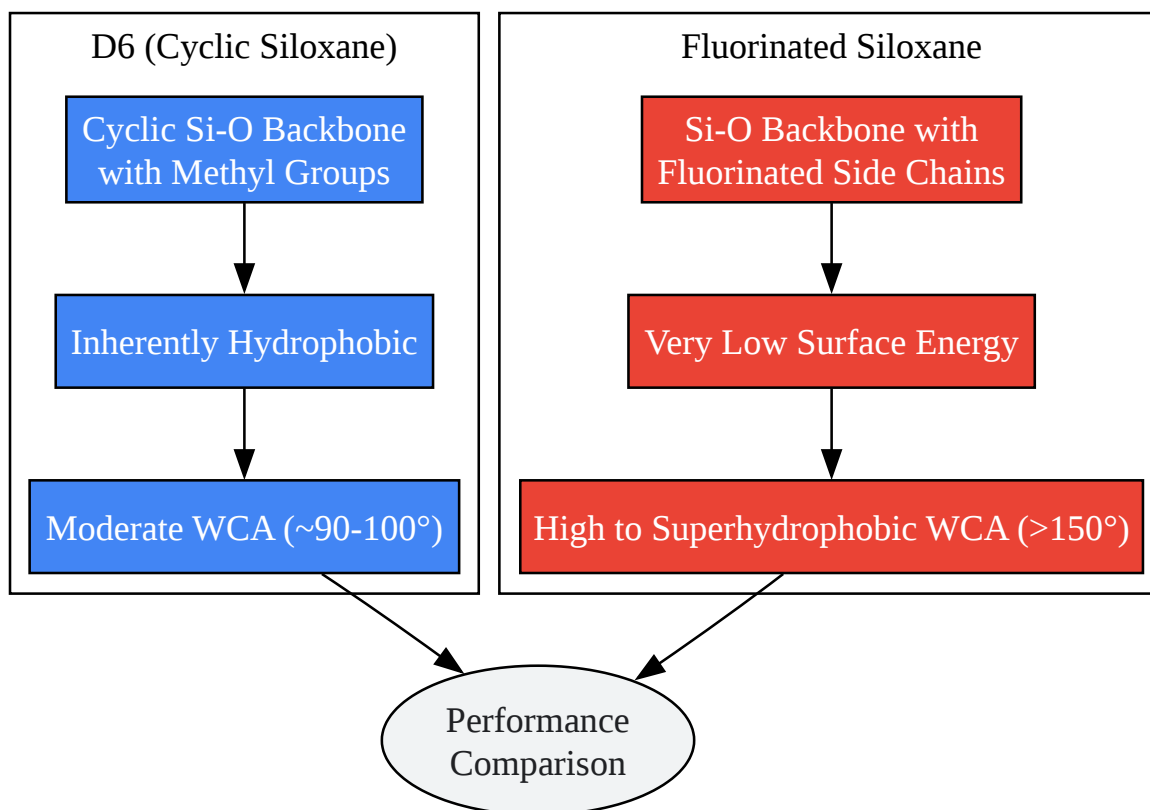 D6 (Cyclic Siloxane)
Cyclic Si-O Backbone
with Methyl Groups
Inherently Hydrophobic
Moderate WCA (~90-100°)
Fluorinated Siloxane
Si-O Backbone with
Fluorinated Side Chains
Very Low Surface Energy
High to Superhydrophobic WCA (>150°)
Performance
Comparison